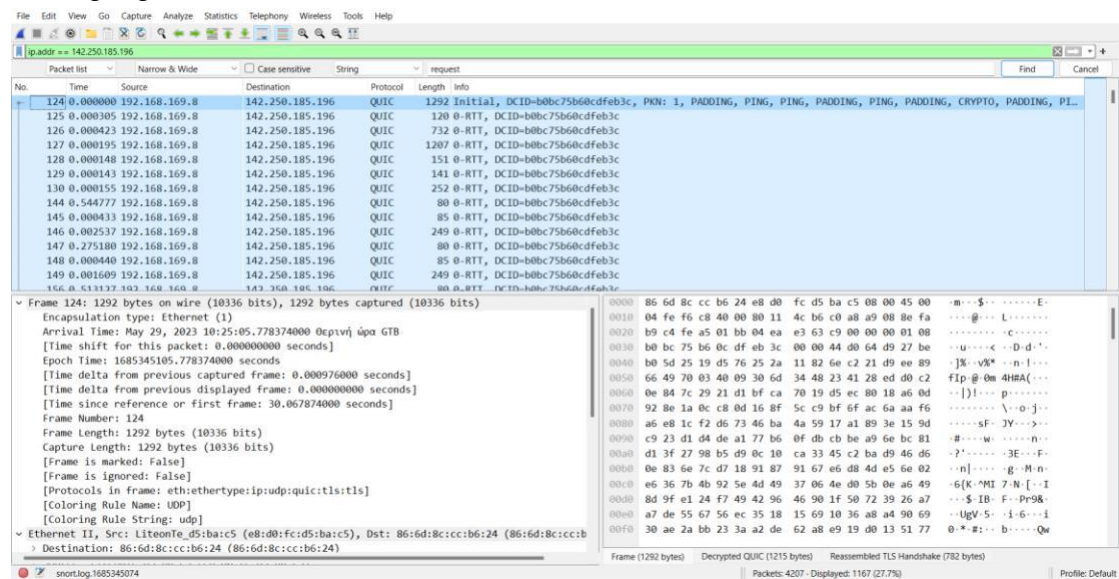 File Edit View Go Capture Analyze Statistics Telephony Wireless Tools Help
ip.addr == 142.250.185.196
Packet list Narrow & Wide Case sensitive String request Find Cancel
No. Time Source Destination Protocol Length Info
124 0.000000 192.168.169.8 142.250.185.196 QUIC 1292 Initial, DCID=b0bc75b60cdfeb3c, PKN: 1, PADDING, PING, PING, PADDING, PING, PADDING, CRYPTO, PADDING, PI…
125 0.000305 192.168.169.8 142.250.185.196 QUIC 120 0-RTT, DCID=b0bc75b60cdfeb3c
126 0.000423 192.168.169.8 142.250.185.196 QUIC 732 0-RTT, DCID=b0bc75b60cdfeb3c
127 0.000195 192.168.169.8 142.250.185.196 QUIC 1207 0-RTT, DCID=b0bc75b60cdfeb3c
128 0.000148 192.168.169.8 142.250.185.196 QUIC 151 0-RTT, DCID=b0bc75b60cdfeb3c
129 0.000143 192.168.169.8 142.250.185.196 QUIC 141 0-RTT, DCID=b0bc75b60cdfeb3c
130 0.000155 192.168.169.8 142.250.185.196 QUIC 252 0-RTT, DCID=b0bc75b60cdfeb3c
144 0.544777 192.168.169.8 142.250.185.196 QUIC 80 0-RTT, DCID=b0bc75b60cdfeb3c
145 0.000433 192.168.169.8 142.250.185.196 QUIC 85 0-RTT, DCID=b0bc75b60cdfeb3c
146 0.002537 192.168.169.8 142.250.185.196 QUIC 249 0-RTT, DCID=b0bc75b60cdfeb3c
147 0.275180 192.168.169.8 142.250.185.196 QUIC 80 0-RTT, DCID=b0bc75b60cdfeb3c
148 0.000440 192.168.169.8 142.250.185.196 QUIC 85 0-RTT, DCID=b0bc75b60cdfeb3c
149 0.001609 192.168.169.8 142.250.185.196 QUIC 249 0-RTT, DCID=b0bc75b60cdfeb3c
156 0.513127 192.168.169.8 142.250.185.196 QUIC 80 0-RTT, DCID=b0bc75b60cdfeb3c
Frame 124: 1292 bytes on wire (10336 bits), 1292 bytes captured (10336 bits)
Encapsulation type: Ethernet (1)
Arrival Time: May 29, 2023 10:25:05.778374000 Θερινή ώρα GTB
[Time shift for this packet: 0.000000000 seconds]
Epoch Time: 1685345105.778374000 seconds
[Time delta from previous captured frame: 0.000976000 seconds]
[Time delta from previous displayed frame: 0.000000000 seconds]
[Time since reference or first frame: 30.067874000 seconds]
Frame Number: 124
Frame Length: 1292 bytes (10336 bits)
Capture Length: 1292 bytes (10336 bits)
[Frame is marked: False]
[Frame is ignored: False]
[Protocols in frame: eth:ethertype:ip:udp:quic:tls:tls]
[Coloring Rule Name: UDP]
[Coloring Rule String: udp]
Ethernet II, Src: LiteonTe_d5:ba:c5 (e8:d0:fc:d5:ba:c5), Dst: 86:6d:8c:cc:b6:24 (86:6d:8c:cc:b
Destination: 86:6d:8c:cc:b6:24 (86:6d:8c:cc:b6:24)
0000 86 6d 8c cc b6 24 e8 d0 fc d5 ba c5 08 00 45 00 ·m···$·· ······E·
0010 04 fe f6 c8 40 00 80 11 4c b6 c0 a8 a9 08 8e fa ····@··· L·······
0020 b9 c4 fe a5 01 bb 04 ea e3 63 c9 00 00 00 01 08 ········ ·c······
0030 b0 bc 75 b6 0c df eb 3c 00 00 44 d0 64 d9 27 be ··u····< ··D·d·'·
0040 b0 5d 25 19 d5 76 25 2a 11 82 6e c2 21 d9 ee 89 ·]%··v%* ··n·!···
0050 66 49 70 03 40 09 30 6d 34 48 23 41 28 ed d0 c2 fIp·@·0m 4H#A(···
0060 0e 84 7c 29 21 d1 bf ca 70 19 d5 ec 80 18 a6 0d ··|)!··· p·······
0070 92 8e 1a 0c c8 0d 16 8f 5c c9 bf 6f ac 6a aa f6 ········ \··o·j··
0080 a6 e8 1c f2 d6 73 46 ba 4a 59 17 a1 89 3e 15 9d ·····sF· JY···>··
0090 c9 23 d1 d4 de a1 77 b6 0f db cb be a9 6e bc 81 ·#····w· ·····n··
00a0 d1 3f 27 98 b5 d9 0c 10 ca 33 45 c2 ba d9 46 d6 ·?'····· ·3E···F·
00b0 0e 83 6e 7c d7 18 91 87 91 67 e6 d8 4d e5 6e 02 ··n|···· ·g··M·n·
00c0 e6 36 7b 4b 92 5e 4d 49 37 06 4e d0 5b 0e a6 49 ·6{K·^MI 7·N·[··I
00d0 8d 9f e1 24 f7 49 42 96 46 90 1f 50 72 39 26 a7 ···$·IB· F··Pr9&·
00e0 a7 de 55 67 56 ec 35 18 15 69 10 36 a8 a4 90 69 ··UgV·5· ·i·6···i
00f0 30 ae 2a bb 23 3a a2 de 62 a8 e9 19 d0 13 51 77 0·*·#:·· b·····Qw
Frame (1292 bytes) Decrypted QUIC (1215 bytes) Reassembled TLS Handshake (782 bytes)
snort.log.1685345074 Packets: 4207 · Displayed: 1167 (27.7%) Profile: Default